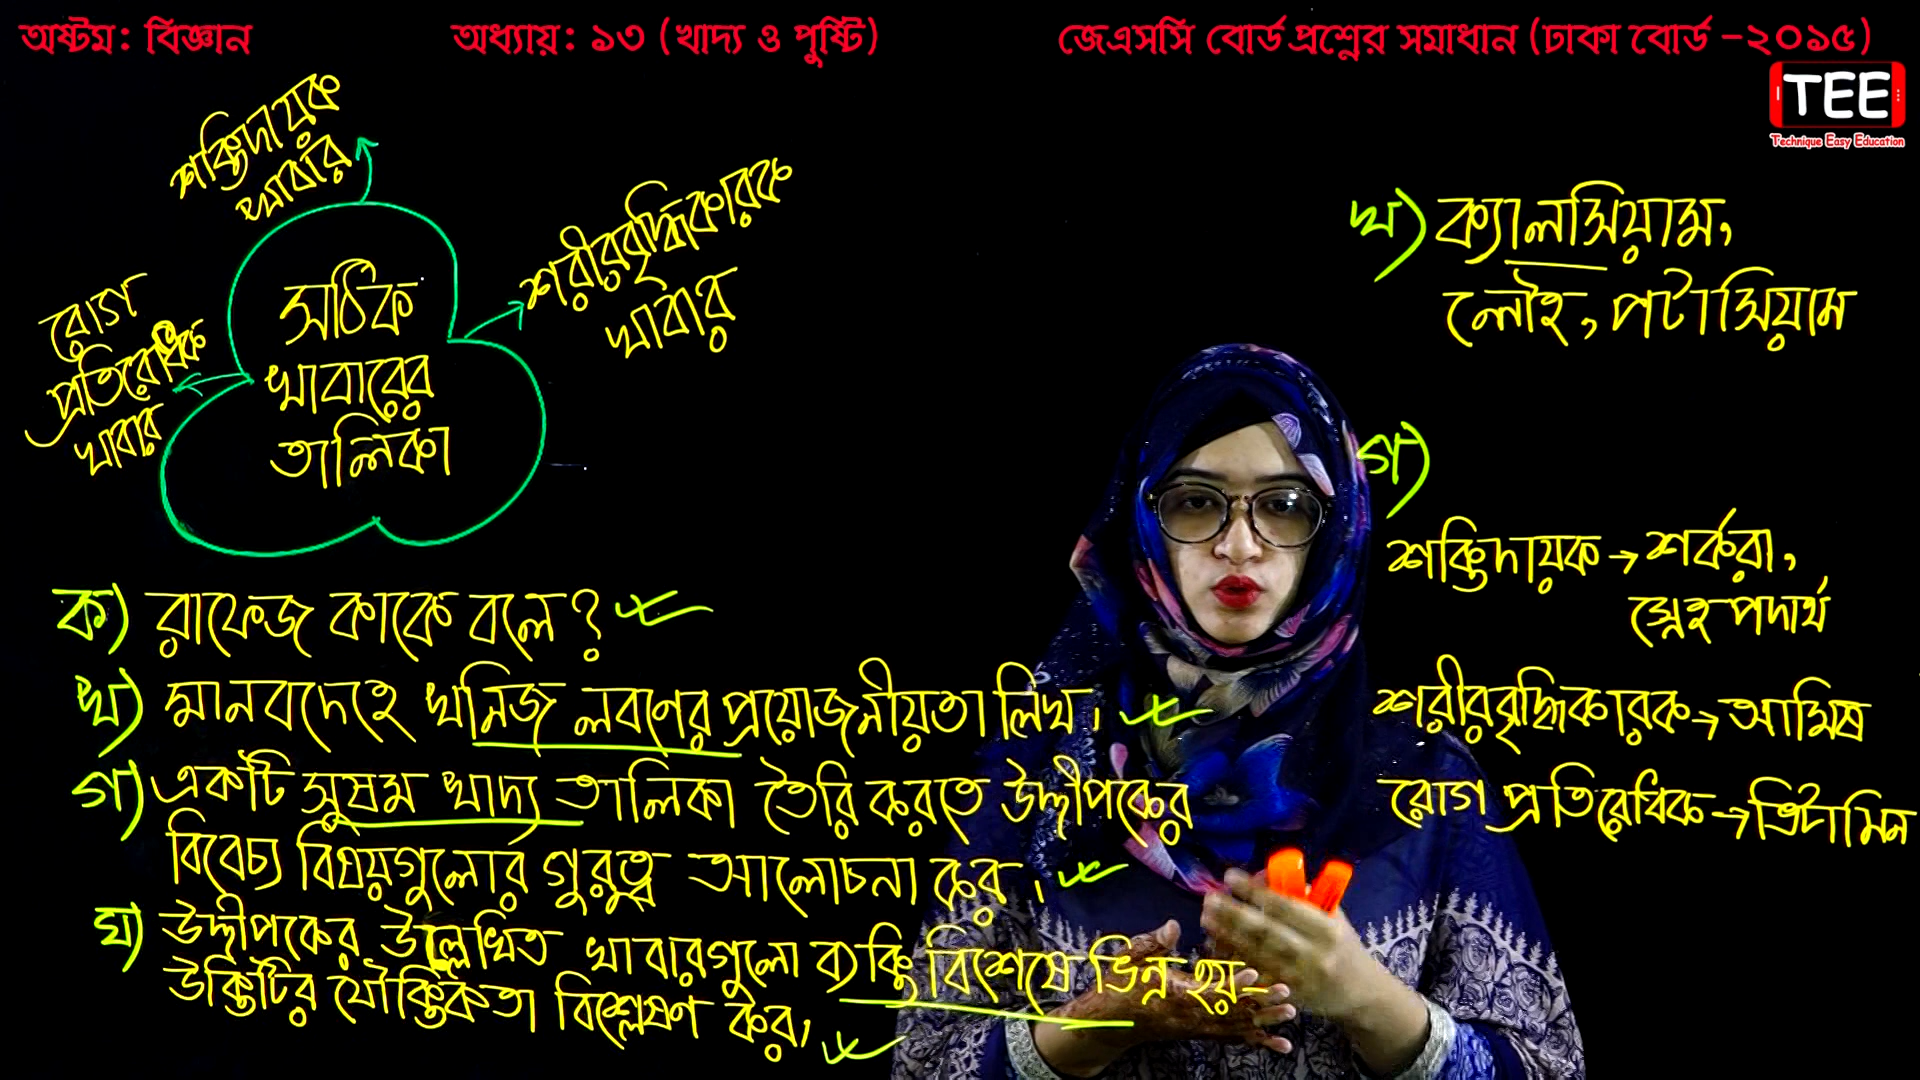 অষ্টম: বিজ্ঞান
অধ্যায়: ১৩ (খাদ্য ও পুষ্টি)
জেএসসি বোর্ড প্রশ্নের সমাধান (ঢাকা বোর্ড -২০১৫)
TEE
Technique Easy Education
শক্তিদায়ক
খাবার
শরীরবৃদ্ধিকারক
খাবার
রোগ
প্রতিরোধিক
খাবার
সঠিক
খাবারের
তালিকা
ক) রাফেজ কাকে বলে?
খ) মানবদেহে খনিজ লবণের প্রয়োজনীয়তা লিখ।
গ) একটি সুষম খাদ্য তালিকা তৈরি করতে উদ্দীপকের
বিবেচ্য বিষয়গুলোর গুরুত্ব আলোচনা কর।
ঘ) উদ্দীপকের উল্লেখিত খাবারগুলো ব্যক্তি বিশেষে ভিন্ন হয়-
উক্তিটির যৌক্তিকতা বিশ্লেষণ কর।
খ) ক্যালসিয়াম,
লৌহ, পটাসিয়াম
গ)
শক্তিদায়ক → শর্করা,
স্নেহ পদার্থ
শরীরবৃদ্ধিকারক → আমিষ
রোগ প্রতিরোধিক → ভিটামিন